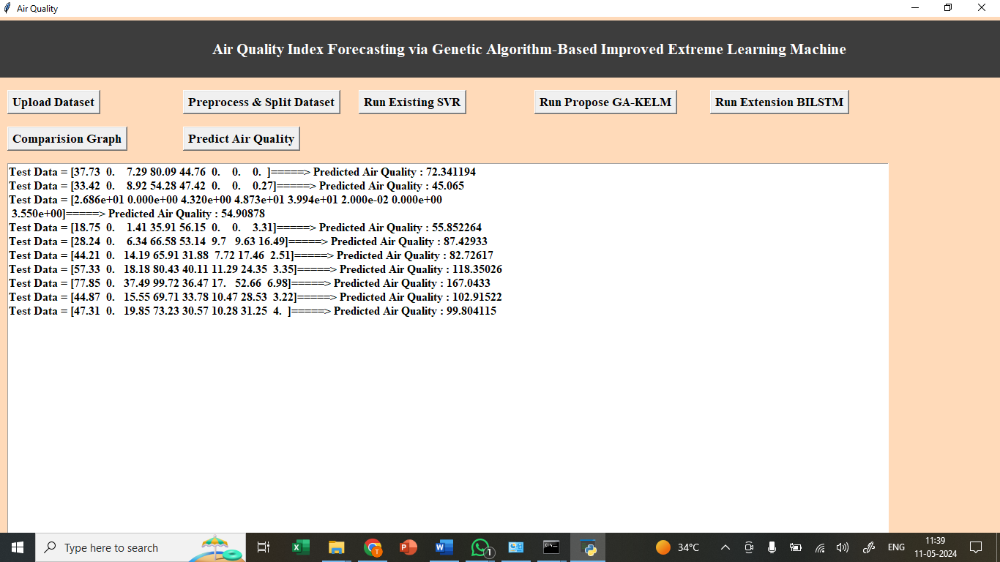 Air Quality
Air Quality Index Forecasting via Genetic Algorithm-Based Improved Extreme Learning Machine
Upload Dataset
Preprocess & Split Dataset
Run Existing SVR
Run Propose GA-KELM
Run Extension BILSTM
Comparision Graph
Predict Air Quality
Test Data = [37.73  0.    7.29 80.09 44.76  0.    0.    0.  ]=====> Predicted Air Quality : 72.341194
Test Data = [33.42  0.    8.92 54.28 47.42  0.    0.    0.27]=====> Predicted Air Quality : 45.065
Test Data = [2.686e+01 0.000e+00 4.320e+00 4.873e+01 3.994e+01 2.000e-02 0.000e+00
3.550e+00]=====> Predicted Air Quality : 54.90878
Test Data = [18.75  0.    1.41 35.91 56.15  0.    0.    3.31]=====> Predicted Air Quality : 55.852264
Test Data = [28.24  0.    6.34 66.58 53.14  9.7   9.63 16.49]=====> Predicted Air Quality : 87.42933
Test Data = [44.21  0.   14.19 65.91 31.88  7.72 17.46  2.51]=====> Predicted Air Quality : 82.72617
Test Data = [57.33  0.   18.18 80.43 40.11 11.29 24.35  3.35]=====> Predicted Air Quality : 118.35026
Test Data = [77.85  0.   37.49 99.72 36.47 17.   52.66  6.98]=====> Predicted Air Quality : 167.0433
Test Data = [44.87  0.   15.55 69.71 33.78 10.47 28.53  3.22]=====> Predicted Air Quality : 102.91522
Test Data = [47.31  0.   19.85 73.23 30.57 10.28 31.25  4.  ]=====> Predicted Air Quality : 99.804115
Type here to search
1
34°C
ENG
11:39
11-05-2024